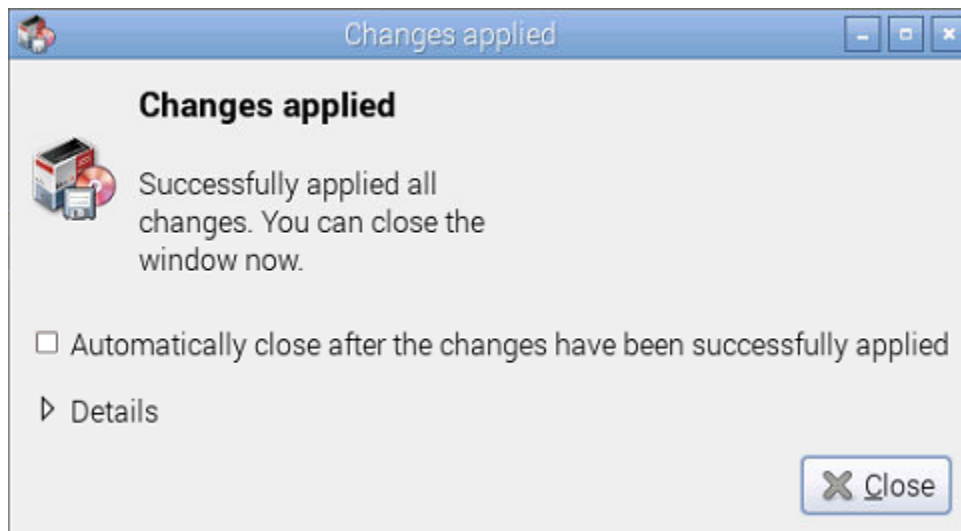 Changes applied
Changes applied
Successfully applied all
changes. You can close the
window now.
Automatically close after the changes have been successfully applied
Details
Close